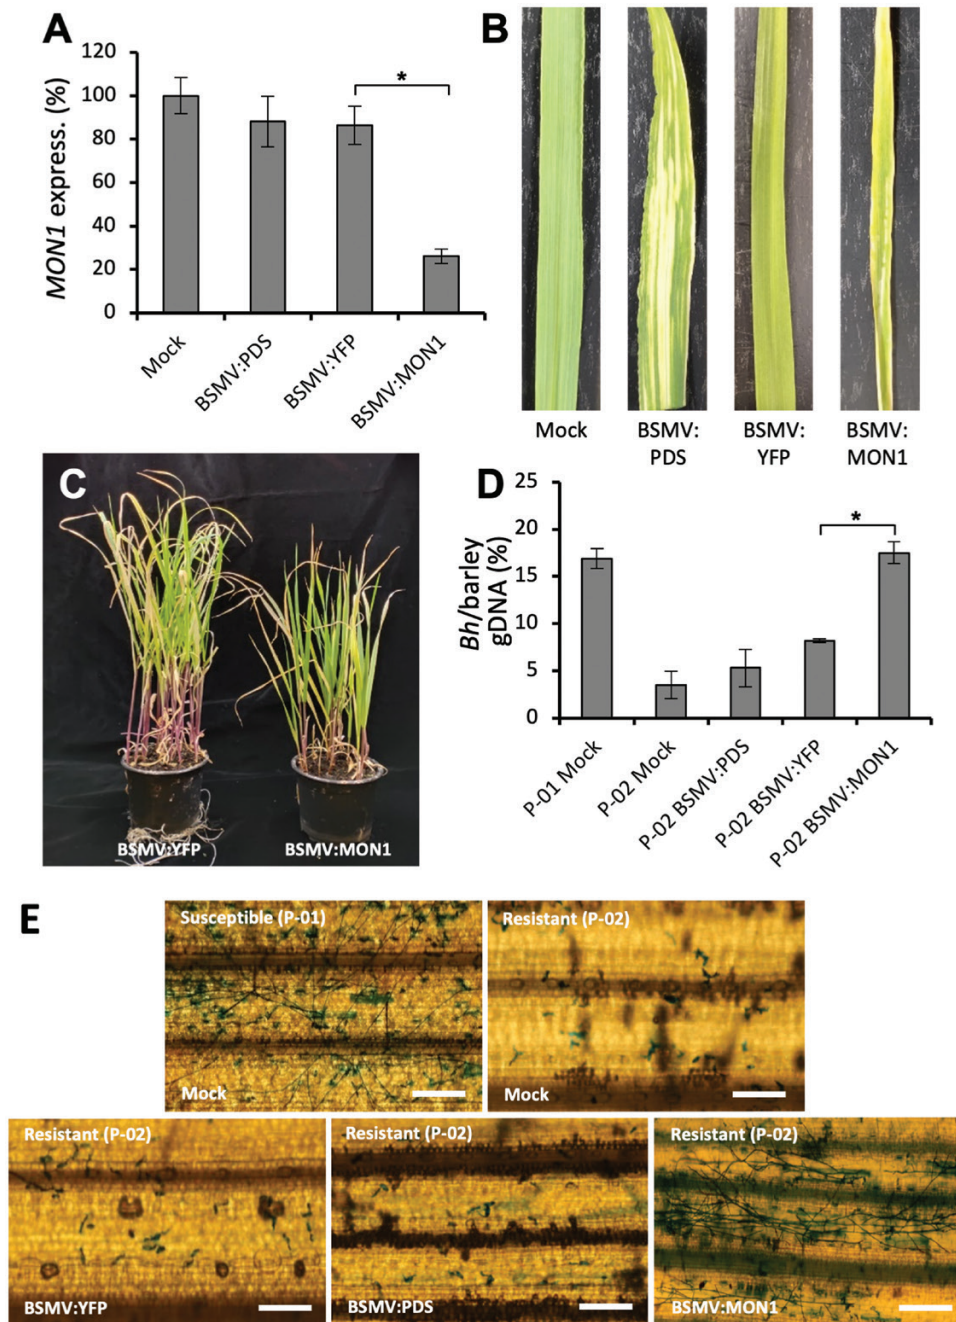 A
MON1 express. (%)
120
100
80
60
40
20
0
*
Mock
BSMV:PDS
BSMV:YFP
BSMV:MON1
B
Mock
BSMV:
PDS
BSMV:
YFP
BSMV:
MON1
C
BSMV:YFP
BSMV:MON1
D
Bh/barley
gDNA (%)
25
20
15
10
5
0
*
P-01 Mock
P-02 Mock
P-02 BSMV:PDS
P-02 BSMV:YFP
P-02 BSMV:MON1
E
Susceptible (P-01)
Mock
Resistant (P-02)
Mock
Resistant (P-02)
BSMV:YFP
Resistant (P-02)
BSMV:PDS
Resistant (P-02)
BSMV:MON1